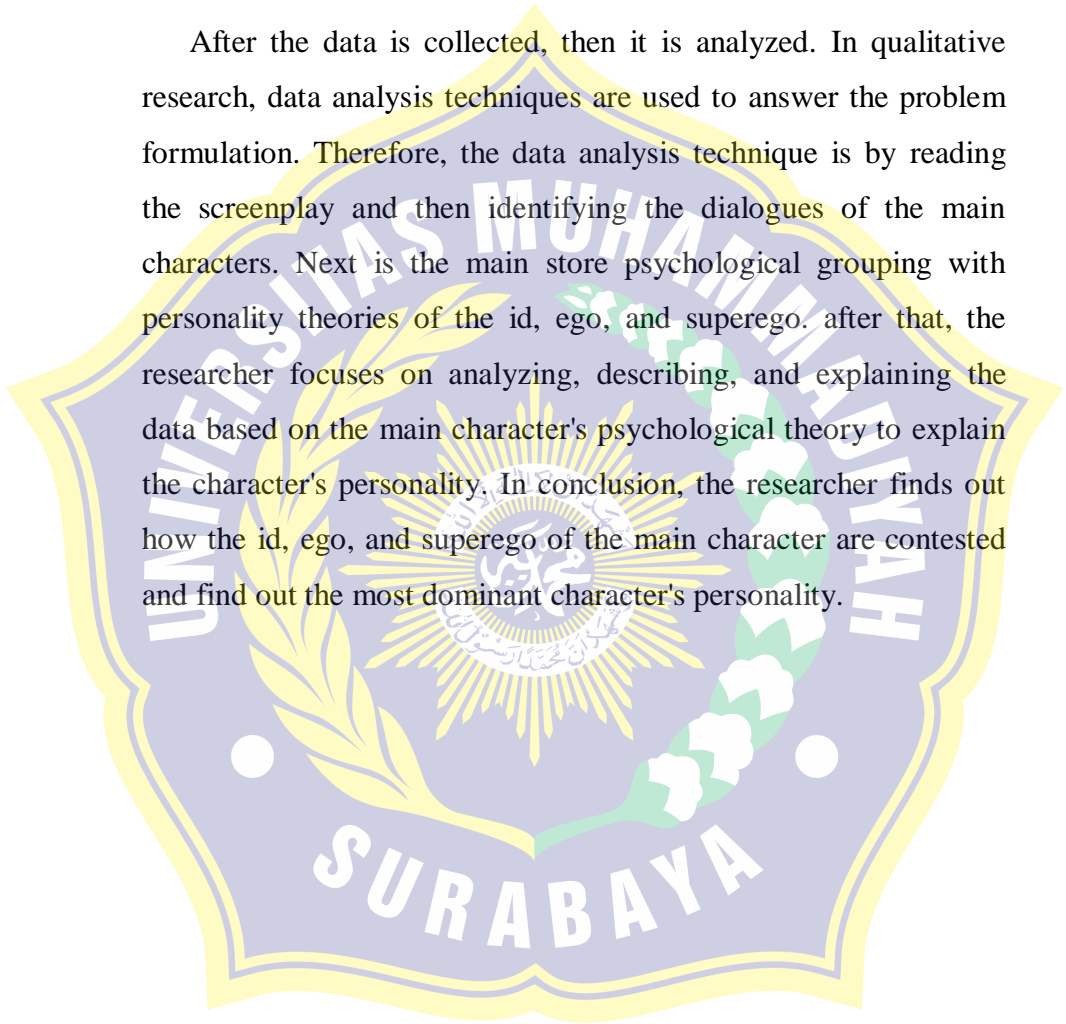 After the data is collected, then it is analyzed. In qualitative
research, data analysis techniques are used to answer the problem
formulation. Therefore, the data analysis technique is by reading
the screenplay and then identifying the dialogues of the main
characters. Next is the main store psychological grouping with
personality theories of the id, ego, and superego. after that, the
researcher focuses on analyzing, describing, and explaining the
data based on the main character's psychological theory to explain
the character's personality. In conclusion, the researcher finds out
how the id, ego, and superego of the main character are contested
and find out the most dominant character's personality.
UNIVERSITAS MUHAMMADIYAH
محمدية
SURABAYA